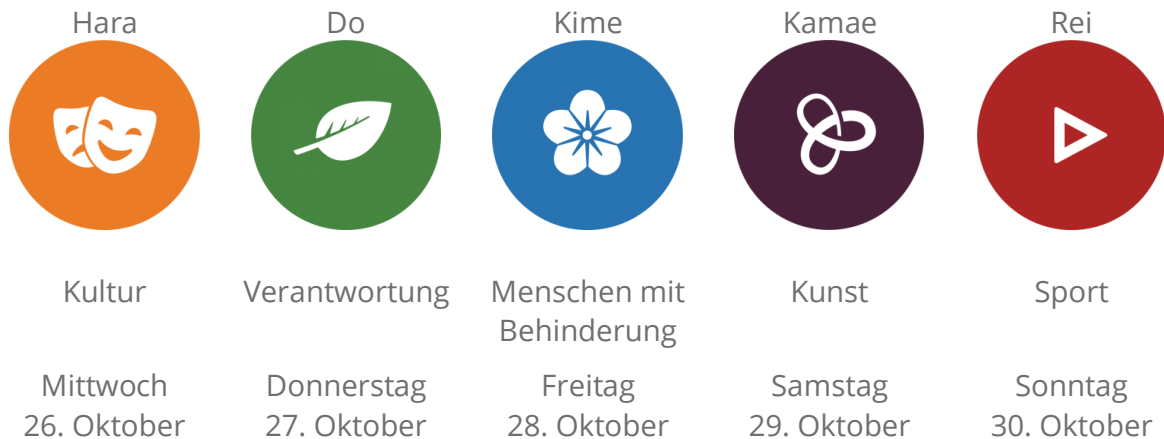 Hara Do Kime Kamae Rei
Kultur Verantwortung Menschen mit Kunst Sport
Behinderung
Mittwoch Donnerstag Freitag Samstag Sonntag
26. Oktober 27. Oktober 28. Oktober 29. Oktober 30. Oktober